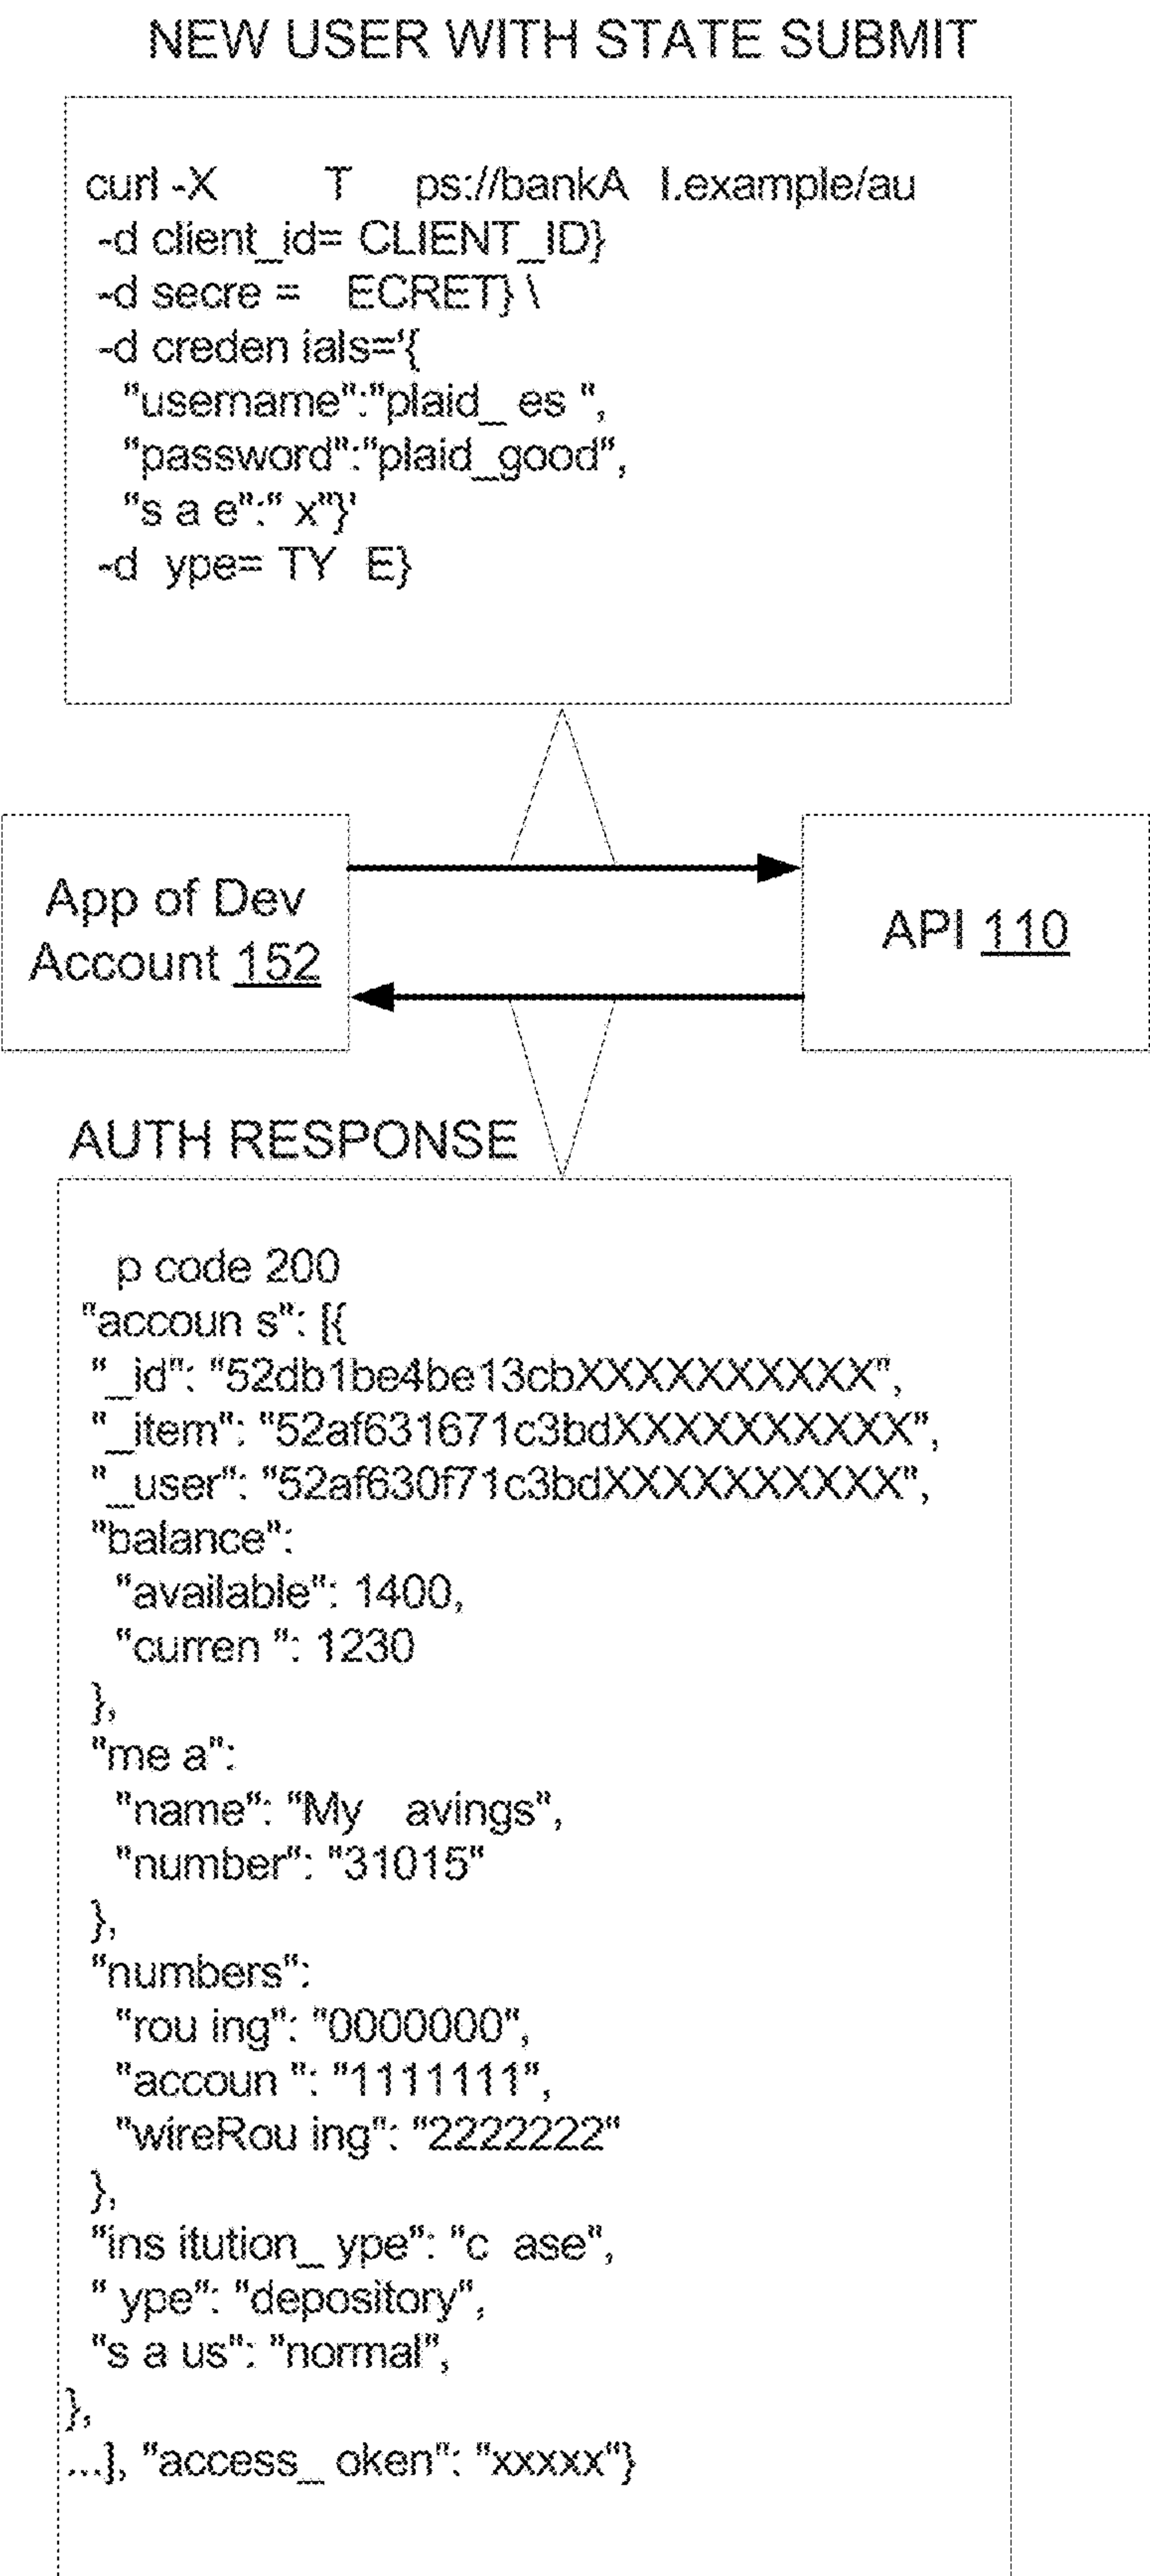 NEW USER WITH STATE SUBMIT
curl -X T ps://bankA I.example/au
-d client_id= CLIENT_ID}
-d secre = ECRET} \
-d creden ials='{
"username":"plaid_ es ",
"password":"plaid_good",
"s a e":" x"}'
-d ype= TY E}
App of Dev
Account 152
API 110
AUTH RESPONSE
p code 200
"accoun s": [{
"_id": "52db1be4be13cbXXXXXXXXXX",
"_item": "52af631671c3bdXXXXXXXXXX",
"_user": "52af630f71c3bdXXXXXXXXXX",
"balance":
"available": 1400,
"curren ": 1230
},
"me a":
"name": "My avings",
"number": "31015"
},
"numbers":
"rou ing": "0000000",
"accoun ": "1111111",
"wireRou ing": "2222222"
},
"ins itution_ ype": "c ase",
" ype": "depository",
"s a us": "normal",
},
...], "access_ oken": "xxxxx"}